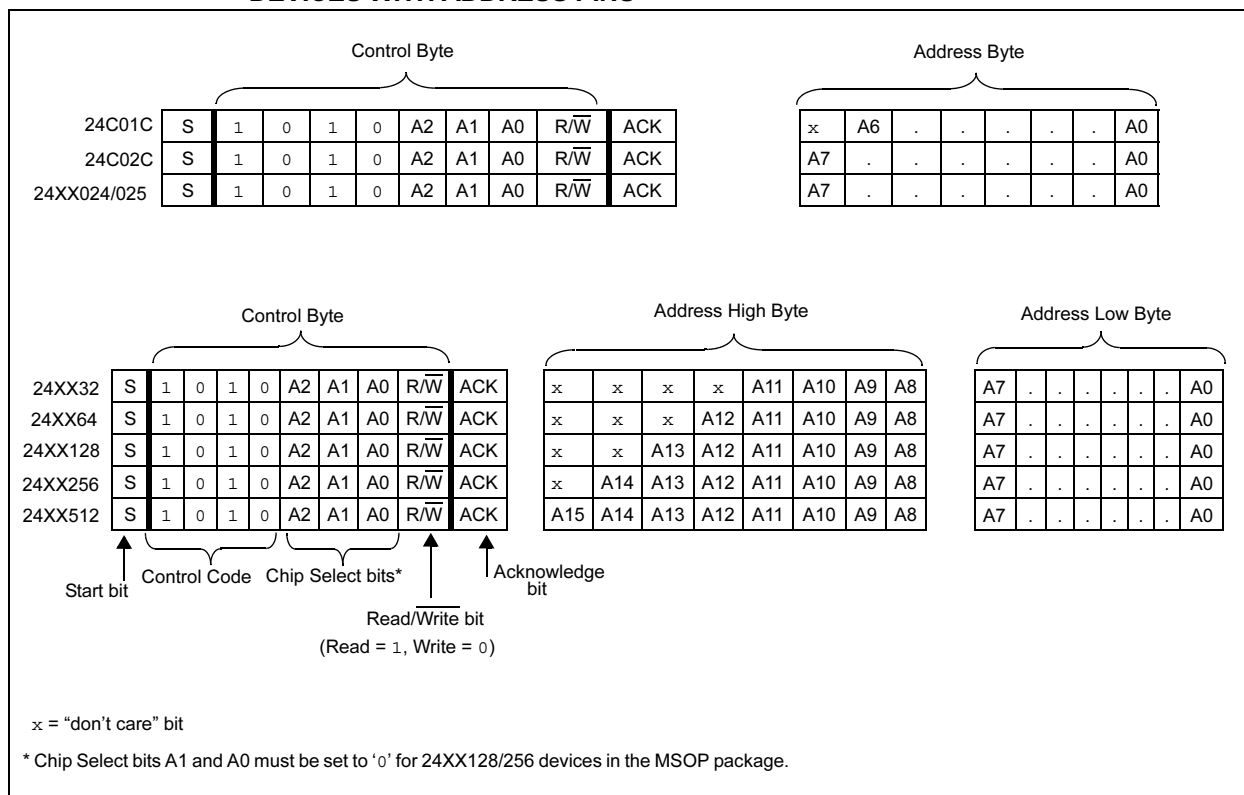 Control Byte Address Byte
24C01C S 1 0 1 0 A2 A1 A0 R/W ACK x A6 . . . . . A0
24C02C S 1 0 1 0 A2 A1 A0 R/W ACK A7 . . . . . . A0
24XX024/025 S 1 0 1 0 A2 A1 A0 R/W ACK A7 . . . . . . A0
Control Byte Address High Byte Address Low Byte
24XX32 S 1 0 1 0 A2 A1 A0 R/W ACK x x x x A11 A10 A9 A8 A7 . . . . . . A0
24XX64 S 1 0 1 0 A2 A1 A0 R/W ACK x x x A12 A11 A10 A9 A8 A7 . . . . . . A0
24XX128 S 1 0 1 0 A2 A1 A0 R/W ACK x x A13 A12 A11 A10 A9 A8 A7 . . . . . . A0
24XX256 S 1 0 1 0 A2 A1 A0 R/W ACK x A14 A13 A12 A11 A10 A9 A8 A7 . . . . . . A0
24XX512 S 1 0 1 0 A2 A1 A0 R/W ACK A15 A14 A13 A12 A11 A10 A9 A8 A7 . . . . . . A0
Start bit Control Code Chip Select bits* Acknowledge
bit
Read/Write bit
(Read = 1, Write = 0)
x = “don’t care” bit
* Chip Select bits A1 and A0 must be set to ‘0’ for 24XX128/256 devices in the MSOP package.